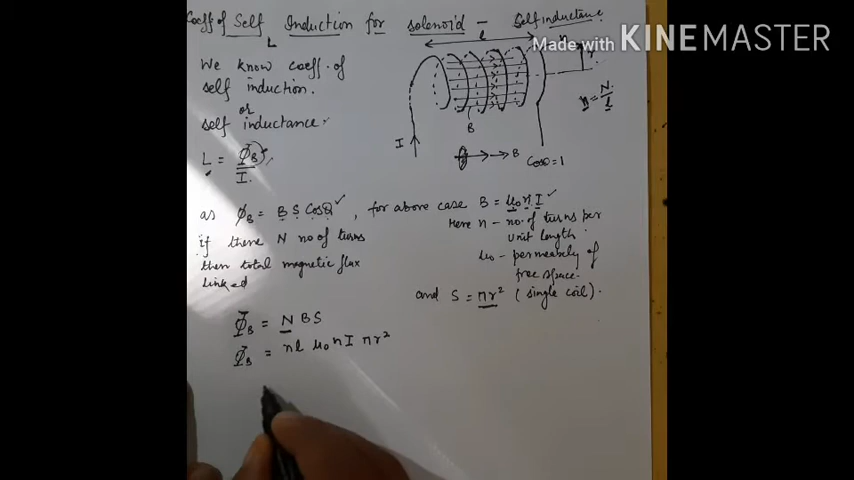 Coeff of Self Induction for solenoid - Self inductance
L
l
Made with KINEMASTER
We know coeff. of
self induction.
or
self inductance.
r
n = N/l
B
I
B
Cosθ = 1
L = ΦB / I
as ϕB = B S Cosθ, for above case B = μ₀ n I
Here n - no. of turns per
unit length
if there N no of turns
then total magnetic flux
linked
μ₀ - permeabely of
free space
and S = πr² (single coil).
ΦB = N B S
ΦB = nl μ₀ n I πr²